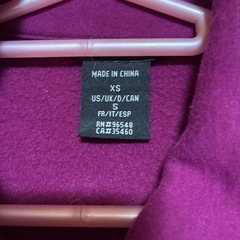 MADE IN CHINA
XS
US/UK/D/CAN
S
FR/IT/ESP
RN#96548
CA#35460